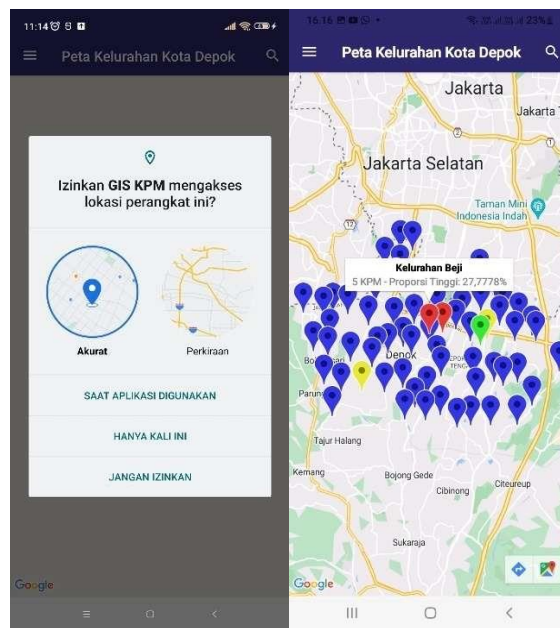 11:14
Peta Kelurahan Kota Depok
Izinkan GIS KPM mengakses
lokasi perangkat ini?
Akurat
Perkiraan
SAAT APLIKASI DIGUNAKAN
HANYA KALI INI
JANGAN IZINKAN
Google
15:16
23%
Peta Kelurahan Kota Depok
Jakarta
Jakarta
Jakarta Selatan
Taman Mini
Indonesia Indah
Kelurahan Beji
5 KPM - Proporsi Tinggi: 27,7778%
Depok
Parung
Tajur Halang
Kemang
Bojong Gede
Cibinong
Citeureup
Sukaraja
Google